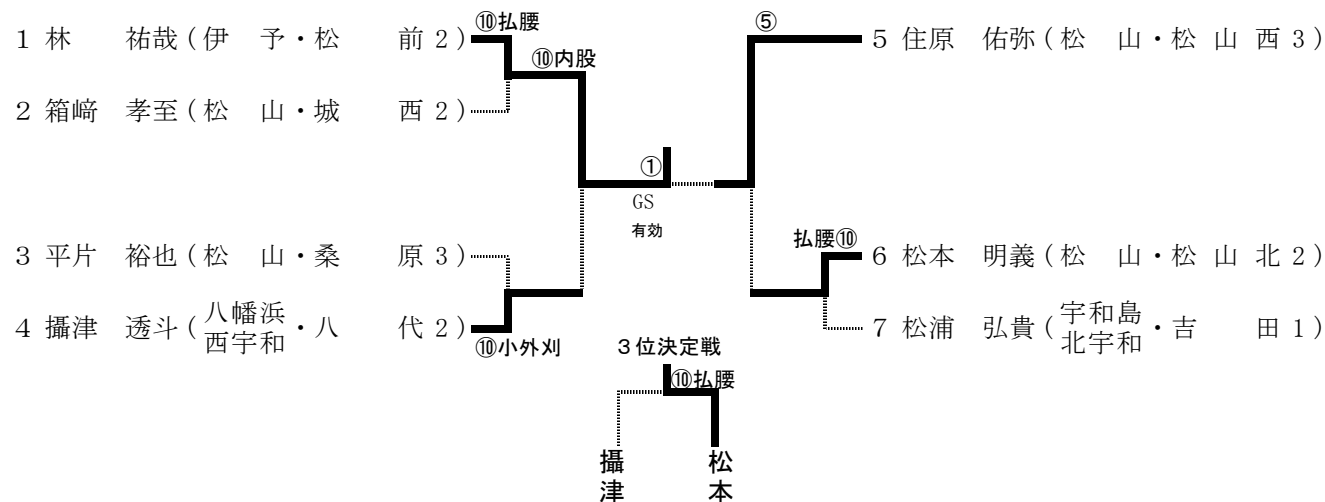 ⑩払腰
1 林　祐哉(伊　予・松　前2)
⑩内股
2 箱﨑　孝至(松　山・城　西2)
3 平片　裕也(松　山・桑　原3)
4 攝津　透斗(八幡浜西宇和・八　代2)
⑩小外刈
①
GS
有効
⑤
5 住原　佑弥(松　山・松山西3)
払腰⑩
6 松本　明義(松　山・松山北2)
7 松浦　弘貴(宇和島北宇和・吉　田1)
3位決定戦
⑩払腰
攝津
松本